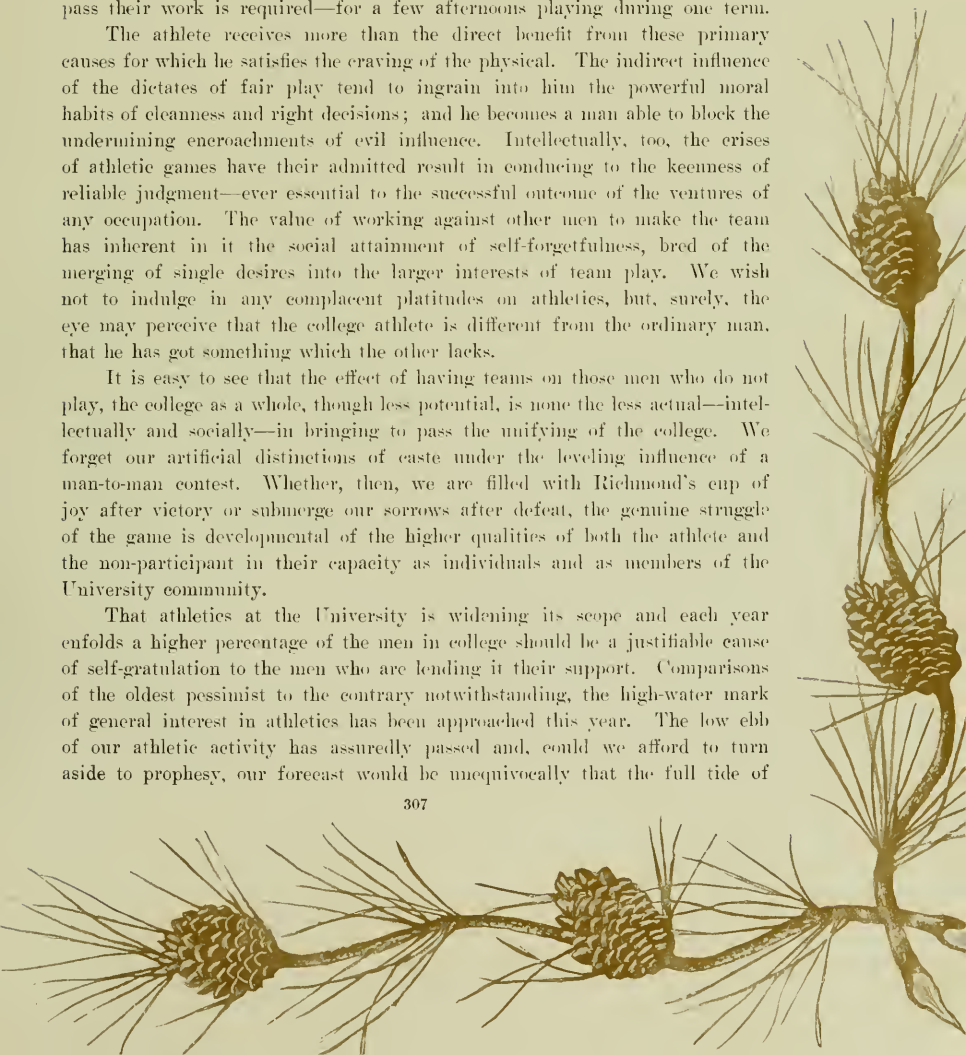 pass their work is required—for a few afternoons playing during one term.
The athlete receives more than the direct benefit from these primary
causes for which he satisfies the craving of the physical. The indirect influence
of the dictates of fair play tend to ingrain into him the powerful moral
habits of cleanness and right decisions; and he becomes a man able to block the
undermining encroachments of evil influence. Intellectually, too, the crises
of athletic games have their admitted result in conducing to the keenness of
reliable judgment—ever essential to the successful outcome of the ventures of
any occupation. The value of working against other men to make the team
has inherent in it the social attainment of self-forgetfulness, bred of the
merging of single desires into the larger interests of team play. We wish
not to indulge in any complacent platitudes on athletics, but, surely, the
eye may perceive that the college athlete is different from the ordinary man,
that he has got something which the other lacks.
It is easy to see that the effect of having teams on those men who do not
play, the college as a whole, though less potential, is none the less actual—intel-
lectually and socially—in bringing to pass the unifying of the college. We
forget our artificial distinctions of caste under the leveling influence of a
man-to-man contest. Whether, then, we are filled with Richmond's cup of
joy after victory or submerge our sorrows after defeat, the genuine struggle
of the game is developmental of the higher qualities of both the athlete and
the non-participant in their capacity as individuals and as members of the
University community.
That athletics at the University is widening its scope and each year
enfolds a higher percentage of the men in college should be a justifiable cause
of self-gratulation to the men who are lending it their support. Comparisons
of the oldest pessimist to the contrary notwithstanding, the high-water mark
of general interest in athletics has been approached this year. The low ebb
of our athletic activity has assuredly passed and, could we afford to turn
aside to prophesy, our forecast would be unequivocally that the full tide of
307